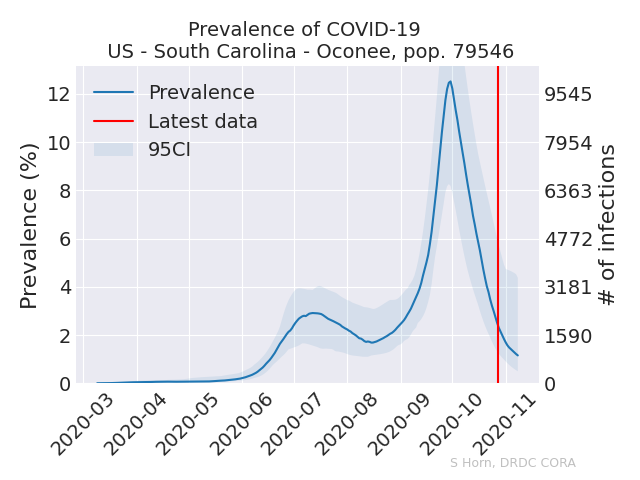 Prevalence of COVID-19
US - South Carolina - Oconee, pop. 79546
Prevalence
Latest data
95CI
Prevalence (%)
12
10
8
6
4
2
0
9545
7954
6363
4772
3181
1590
0
# of infections
2020-03
2020-04
2020-05
2020-06
2020-07
2020-08
2020-09
2020-10
2020-11
S Horn, DRDC CORA